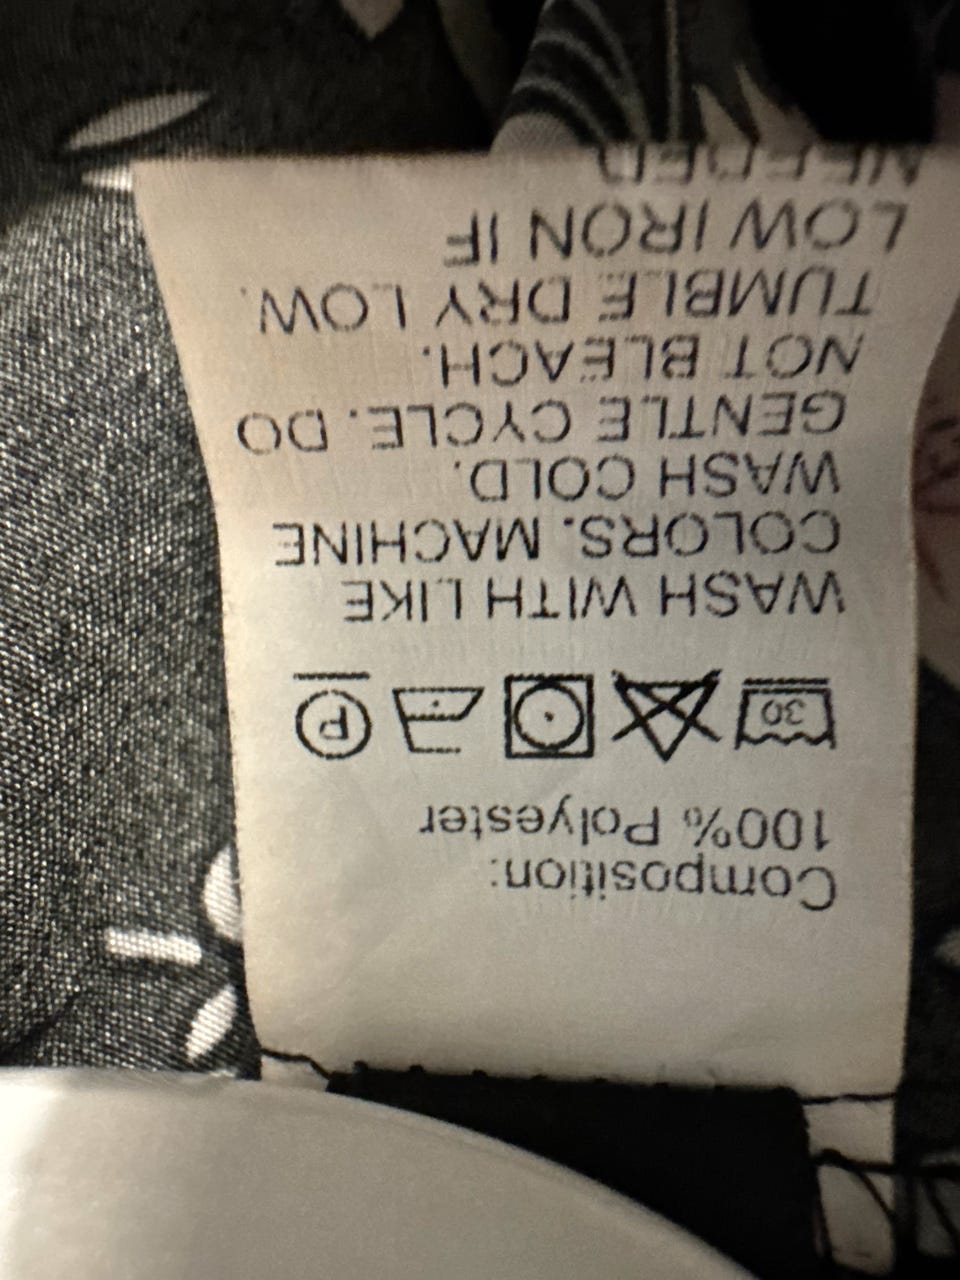 Composition:
100% Polyester
30
P
WASH WITH LIKE
COLORS. MACHINE
WASH COLD.
GENTLE CYCLE. DO
NOT BLEACH.
TUMBLE DRY LOW.
LOW IRON IF
NEEDED